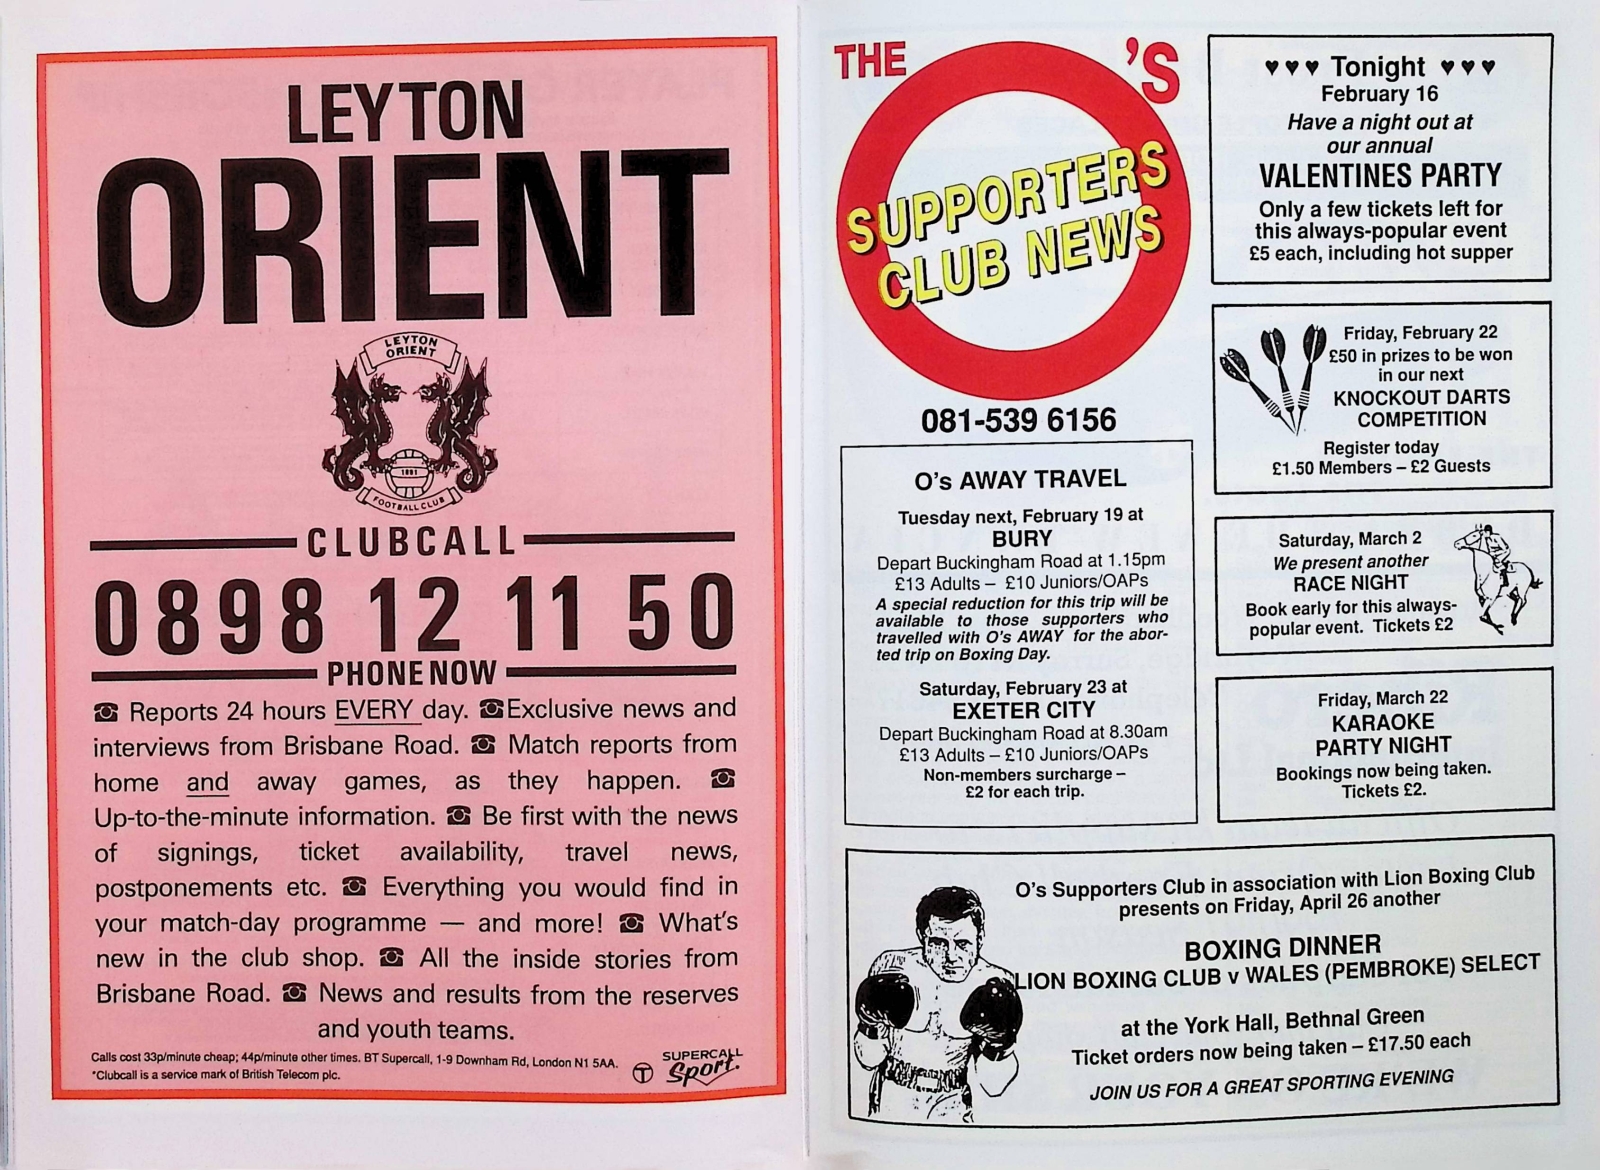 LEYTON
ORIENT
LEYTON
ORIENT
1881
FOOTBALL CLUB
CLUBCALL
0898 12 11 50
PHONE NOW
☎ Reports 24 hours EVERY day. ☎Exclusive news and
interviews from Brisbane Road. ☎ Match reports from
home and away games, as they happen. ☎
Up-to-the-minute information. ☎ Be first with the news
of signings, ticket availability, travel news,
postponements etc. ☎ Everything you would find in
your match-day programme — and more! ☎ What's
new in the club shop. ☎ All the inside stories from
Brisbane Road. ☎ News and results from the reserves
and youth teams.
Calls cost 33p/minute cheap; 44p/minute other times. BT Supercall, 1-9 Downham Rd, London N1 5AA.
*Clubcall is a service mark of British Telecom plc.
T
SUPERCALL
Sport.
THE O'S
SUPPORTERS
CLUB NEWS
081-539 6156
O's AWAY TRAVEL
Tuesday next, February 19 at
BURY
Depart Buckingham Road at 1.15pm
£13 Adults – £10 Juniors/OAPs
A special reduction for this trip will be
available to those supporters who
travelled with O's AWAY for the abor-
ted trip on Boxing Day.
Saturday, February 23 at
EXETER CITY
Depart Buckingham Road at 8.30am
£13 Adults – £10 Juniors/OAPs
Non-members surcharge –
£2 for each trip.
♥ ♥ ♥ Tonight ♥ ♥ ♥
February 16
Have a night out at
our annual
VALENTINES PARTY
Only a few tickets left for
this always-popular event
£5 each, including hot supper
Friday, February 22
£50 in prizes to be won
in our next
KNOCKOUT DARTS
COMPETITION
Register today
£1.50 Members – £2 Guests
Saturday, March 2
We present another
RACE NIGHT
Book early for this always-
popular event. Tickets £2
Friday, March 22
KARAOKE
PARTY NIGHT
Bookings now being taken.
Tickets £2.
O's Supporters Club in association with Lion Boxing Club
presents on Friday, April 26 another
BOXING DINNER
LION BOXING CLUB v WALES (PEMBROKE) SELECT
at the York Hall, Bethnal Green
Ticket orders now being taken – £17.50 each
JOIN US FOR A GREAT SPORTING EVENING